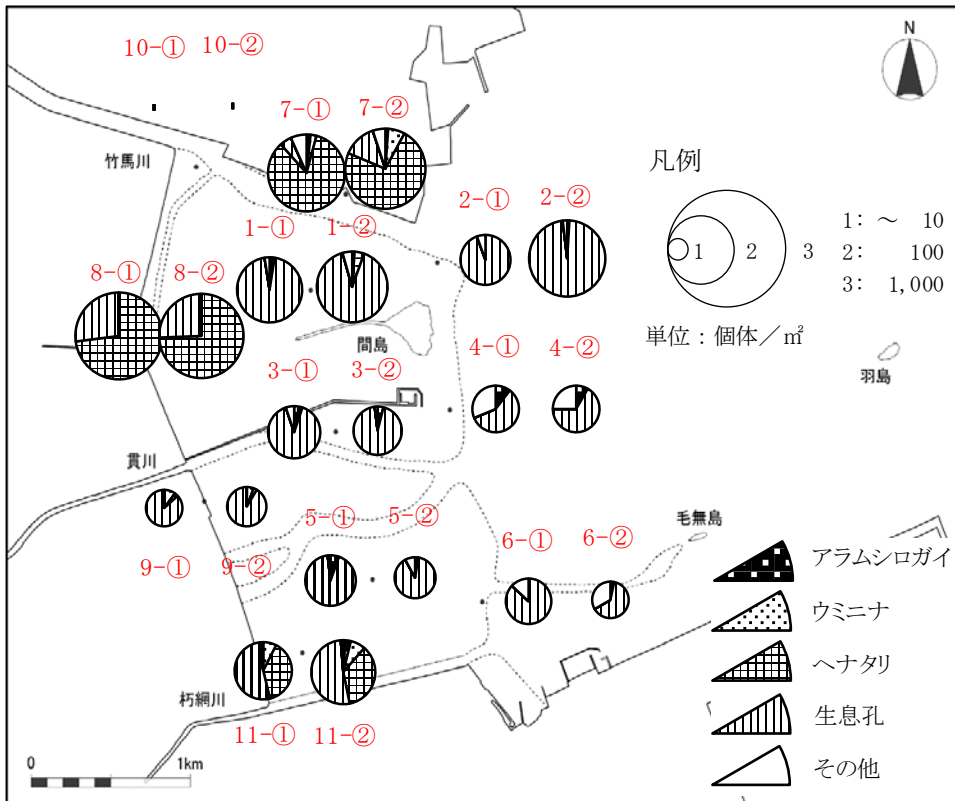 10-① 10-②
N
7-① 7-②
竹馬川
凡例
2-① 2-②
1-① 1-②
1: ～ 10
1 2 3
2: 100
8-① 8-②
3: 1,000
単位：個体／㎡
間島
4-① 4-②
羽島
3-① 3-②
貫川
5-① 5-②
毛無島
6-① 6-②
9-① 9-②
アラムシロガイ
ウミニナ
ヘナタリ
朽網川
生息孔
11-① 11-②
その他
0 1km